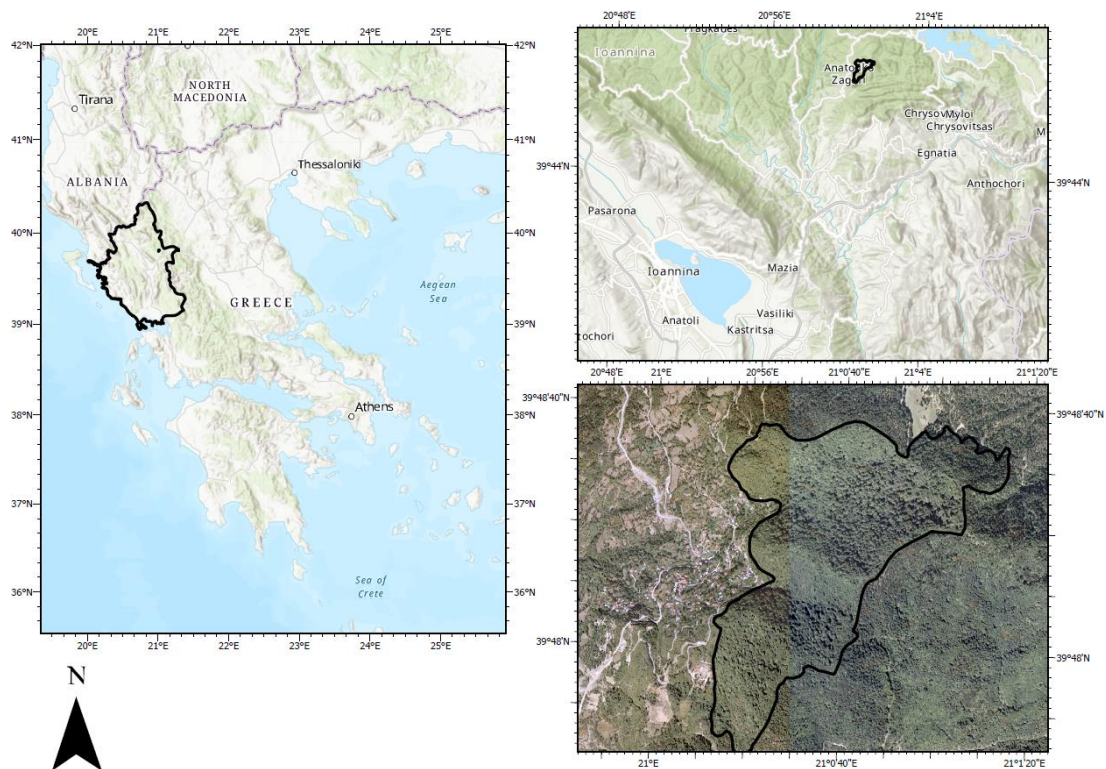 20°E 21°E 22°E 23°E 24°E 25°E
42°N 42°N
NORTH
MACEDONIA
Tirana
41°N 41°N
Thessaloniki
ALBANIA
40°N 40°N
Aegean
Sea
GREECE
39°N 39°N
Athens
38°N 38°N
37°N 37°N
Sea of
Crete
36°N 36°N
20°E 21°E 22°E 23°E 24°E 25°E
N
20°48'E 20°56'E 21°4'E
Fragkades
Ioannina
Zagori
Chrysov
Myloi
Chrysovitsas
Egnatia
39°44'N 39°44'N
Anthochori
Pasarona
Ioannina
Mazia
Vasiliki
Anatoli
Kastritsa
tochori
M
20°48'E 20°56'E 21°4'E
21°E 21°0'40"E 21°1'20"E
39°48'40"N 39°48'40"N
39°48'N 39°48'N
21°E 21°0'40"E 21°1'20"E